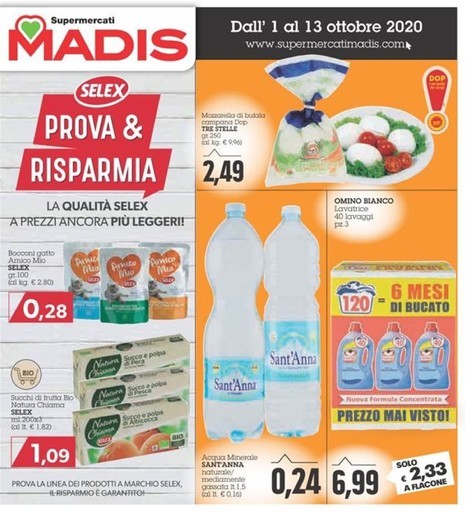 Supermercati
MADIS
Dall' 1 al 13 ottobre 2020
www.supermercatimadis.com
SELEX
PROVA &
RISPARMIA
LA QUALITÀ SELEX
A PREZZI ANCORA PIÙ LEGGERI!
Bocconi gatto
Amico Mio
SELEX
gr.100
(al kg. € 2,80)
0,28
Amico Mio
Amico Mio
Amico Mio
BIO
Succhi di frutta Bio
Natura Chiama
SELEX
ml.200x3
(al lt. € 1,82)
1,09
Natura Chiama
Succo e polpa di Pera
Natura Chiama
Succo e polpa di Pesca
Natura Chiama
Succo e polpa di Albicocca
BIO
PROVA LA LINEA DEI PRODOTTI A MARCHIO SELEX,
IL RISPARMIO È GARANTITO!
Mozzarella di bufala
campana Dop
TRE STELLE
gr.250
(al kg. € 9,96)
2,49
DOP
OMINO BIANCO
Lavatrice
40 lavaggi
pz.3
120 = 6 MESI
DI BUCATO
Nuova Formula Concentrata
PREZZO MAI VISTO!
Sant'Anna
Sant'Anna
Acqua Minerale
SANT'ANNA
naturale/
mediamente
gassata lt.1,5
(al lt. € 0,16)
0,24
6,99
SOLO
€ 2,33
A FLACONE